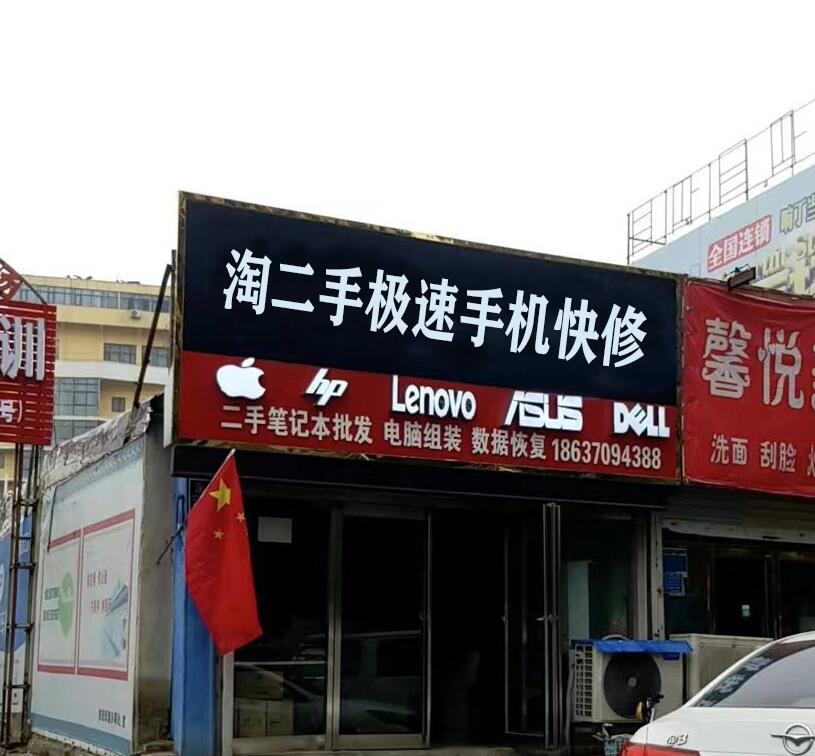 淘二手极速手机快修
hp Lenovo ASUS DELL
二手笔记本批发 电脑组装 数据恢复 18637094388
训
号)
全国连锁
馨悦
洗面 刮脸